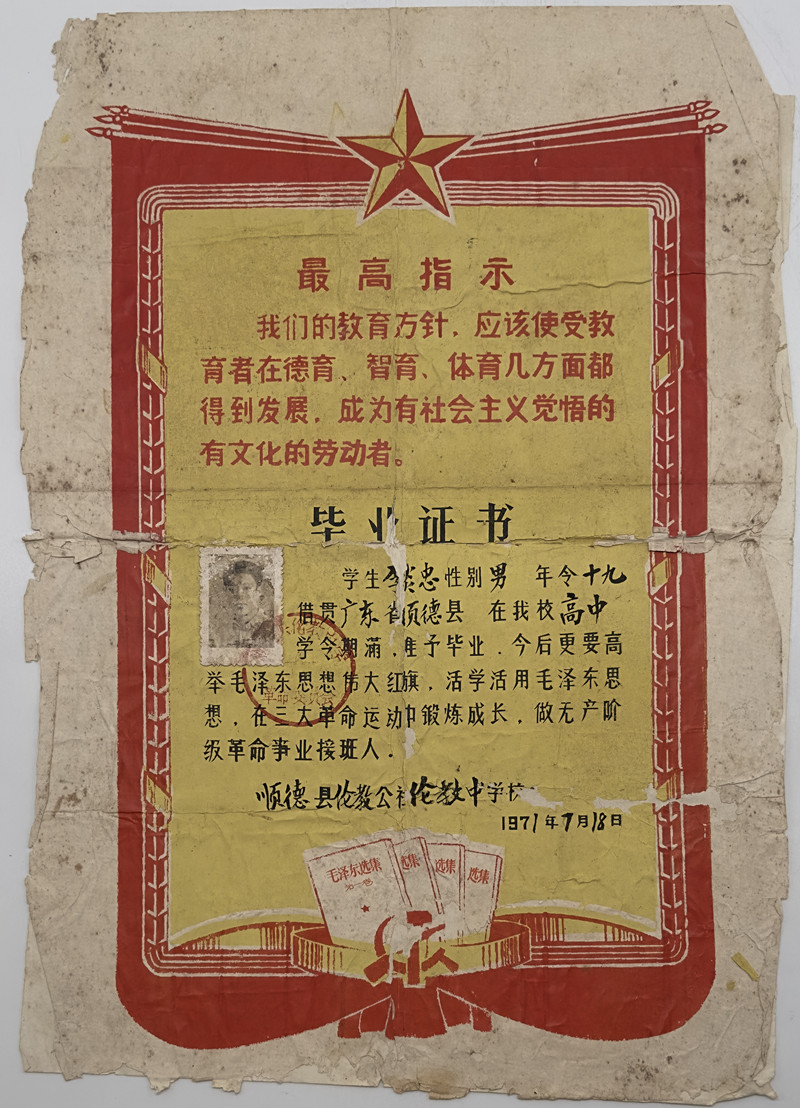 最高指示
我们的教育方针，应该使受教
育者在德育、智育、体育几方面都
得到发展，成为有社会主义觉悟的
有文化的劳动者。
毕业证书
学生 忠性别男 年令十九
借贯广东省顺德县 在我校高中
学令期满，准予毕业．今后更要高
举毛泽东思想伟大红旗，活学活用毛泽东思
想，在三大革命运动中锻炼成长，做无产阶
级革命事业接班人．
革命委员会
顺德县伦教公社伦教中学校
1971年7月18日
毛泽东选集
选集
选集
选集